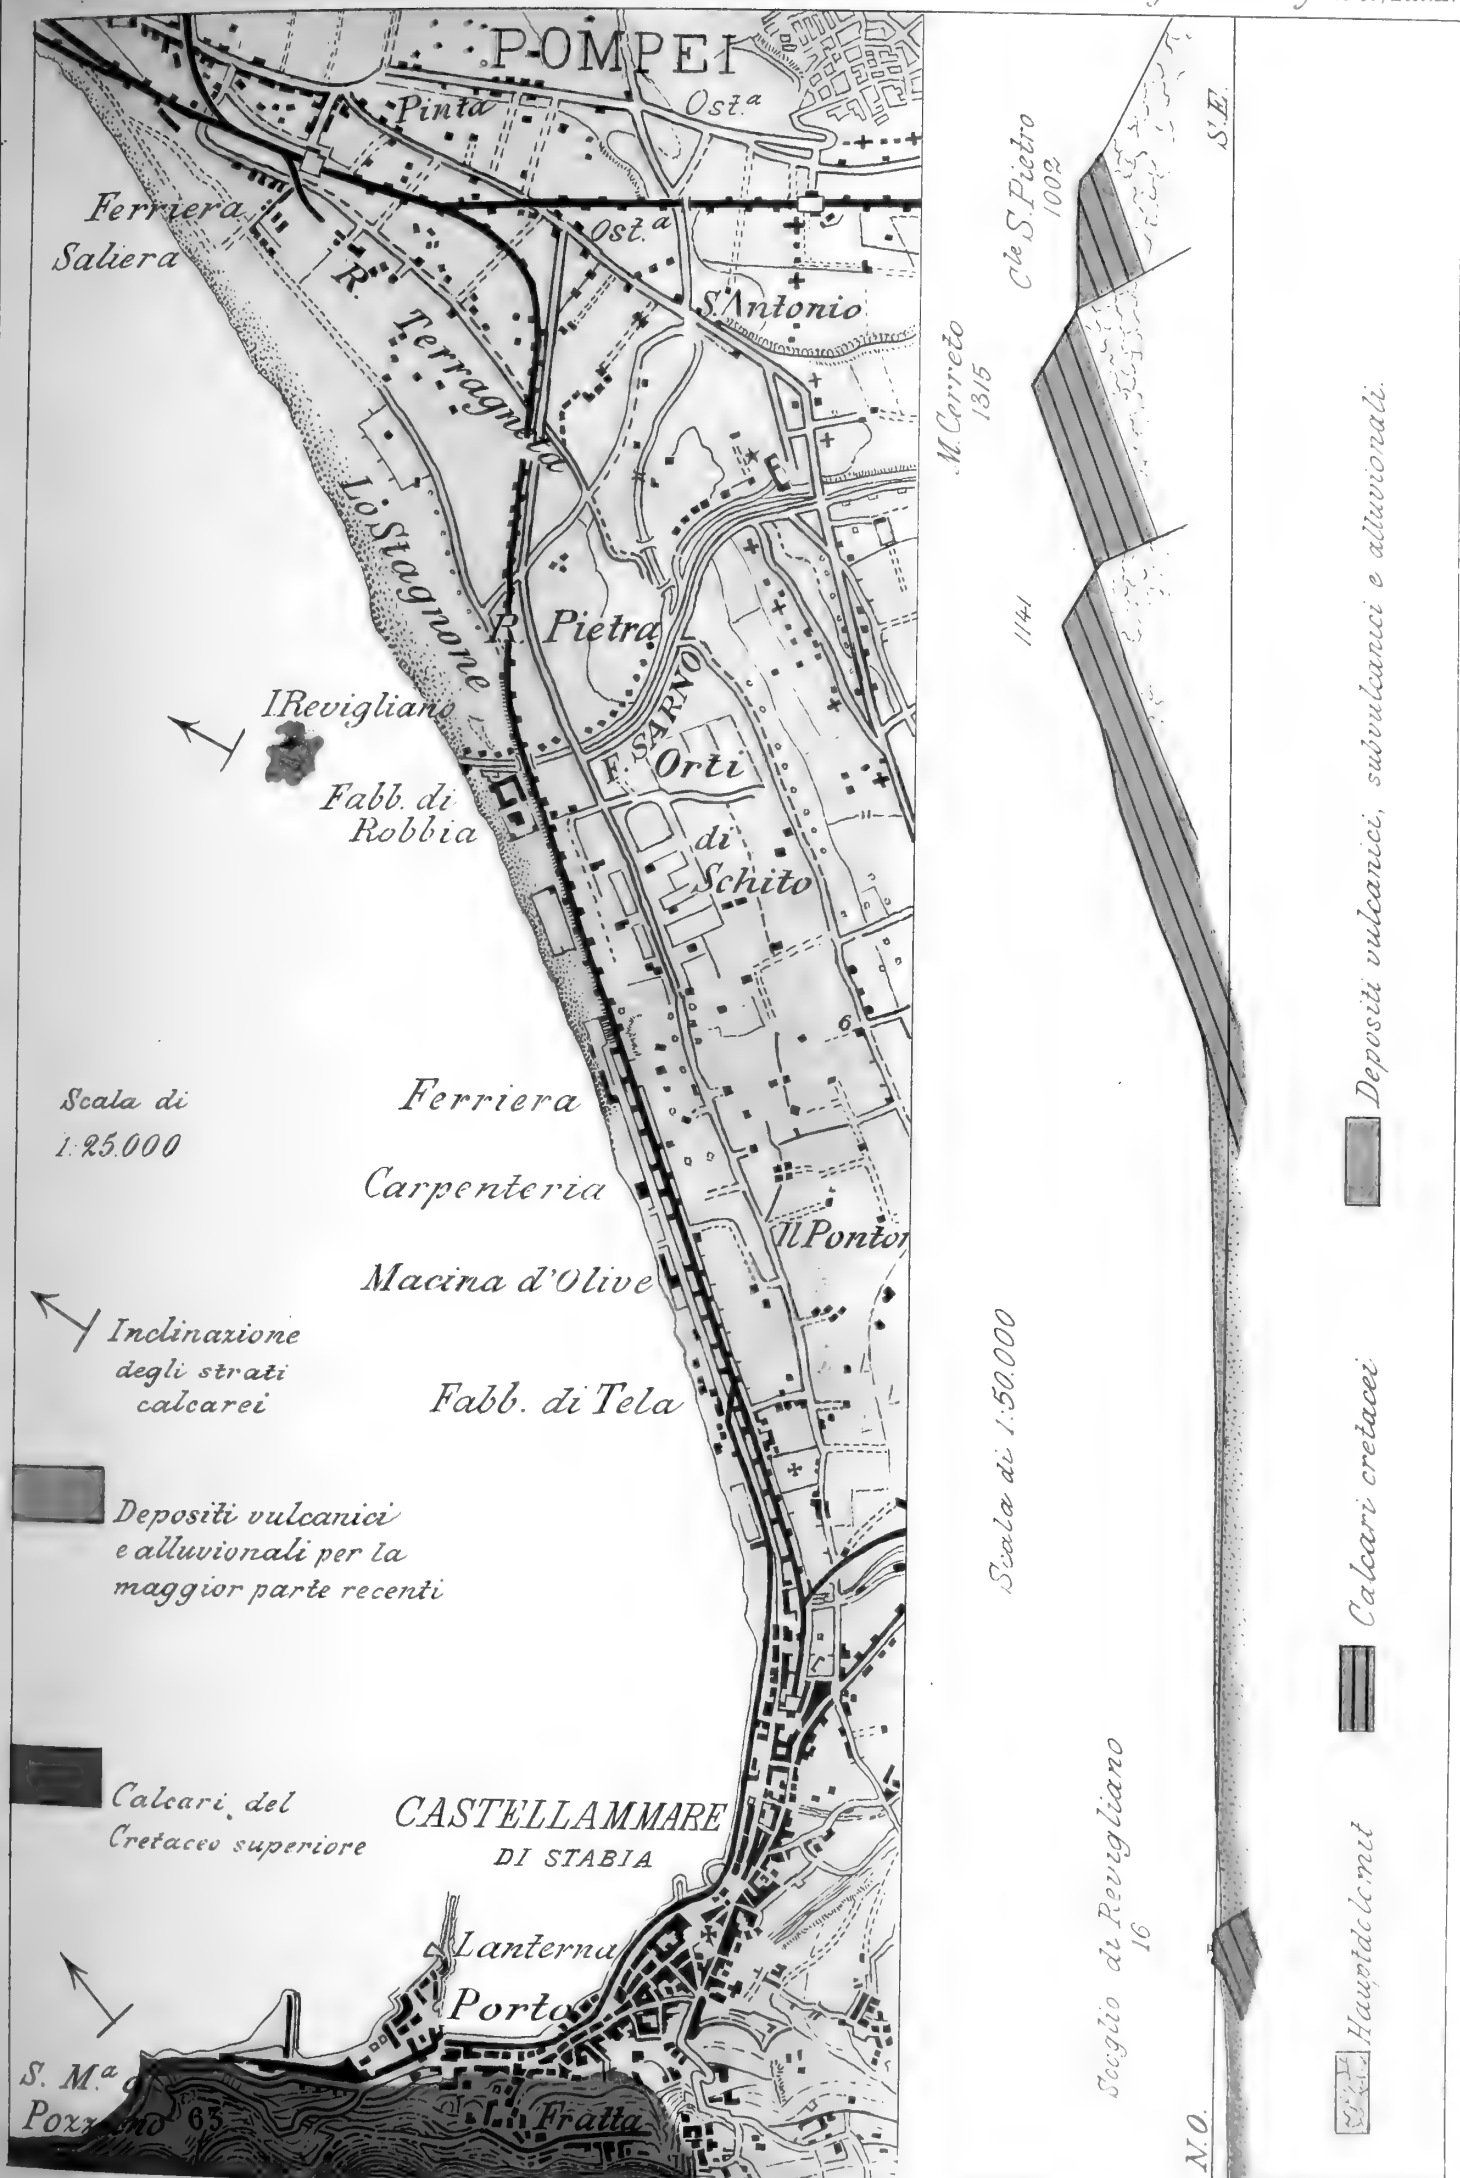 POMPEI
Pinta
Ost.ª
Ferriera
Saliera
Ost.ª
S. Antonio
R. Terragneta
Lo Stagnone
R. Pietra
I. Revigliano
F. SARNO
Orti
di
Schito
Fabb. di
Robbia
6
Scala di
1:25.000
Ferriera
Carpenteria
Il Ponto
Macina d'Olive
Inclinazione
degli strati
calcarei
Fabb. di Tela
Depositi vulcanici
e alluvionali per la
maggior parte recenti
Calcari del
Cretaceo superiore
CASTELLAMMARE
DI STABIA
Lanterna
Porto
S. M.ª
Pozzano
63
Fratta
S.E.
Cle S. Pietro
1002
M. Cerreto
1315
1141
Scala di 1:50.000
Scoglio di Revigliano
16
N.O.
Depositi vulcanici, subvulcanici e alluvionali.
Calcari cretacei
Hauptdolomit